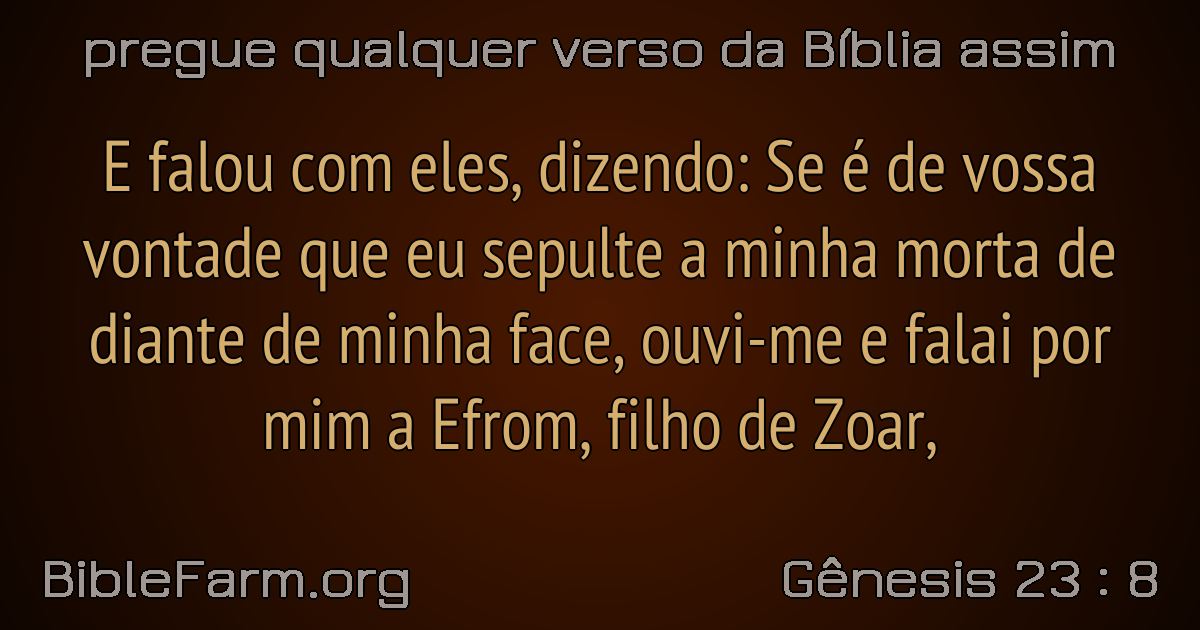 pregue qualquer verso da Bíblia assim
E falou com eles, dizendo: Se é de vossa
vontade que eu sepulte a minha morta de
diante de minha face, ouvi-me e falai por
mim a Efrom, filho de Zoar,
BibleFarm.org
Gênesis 23 : 8